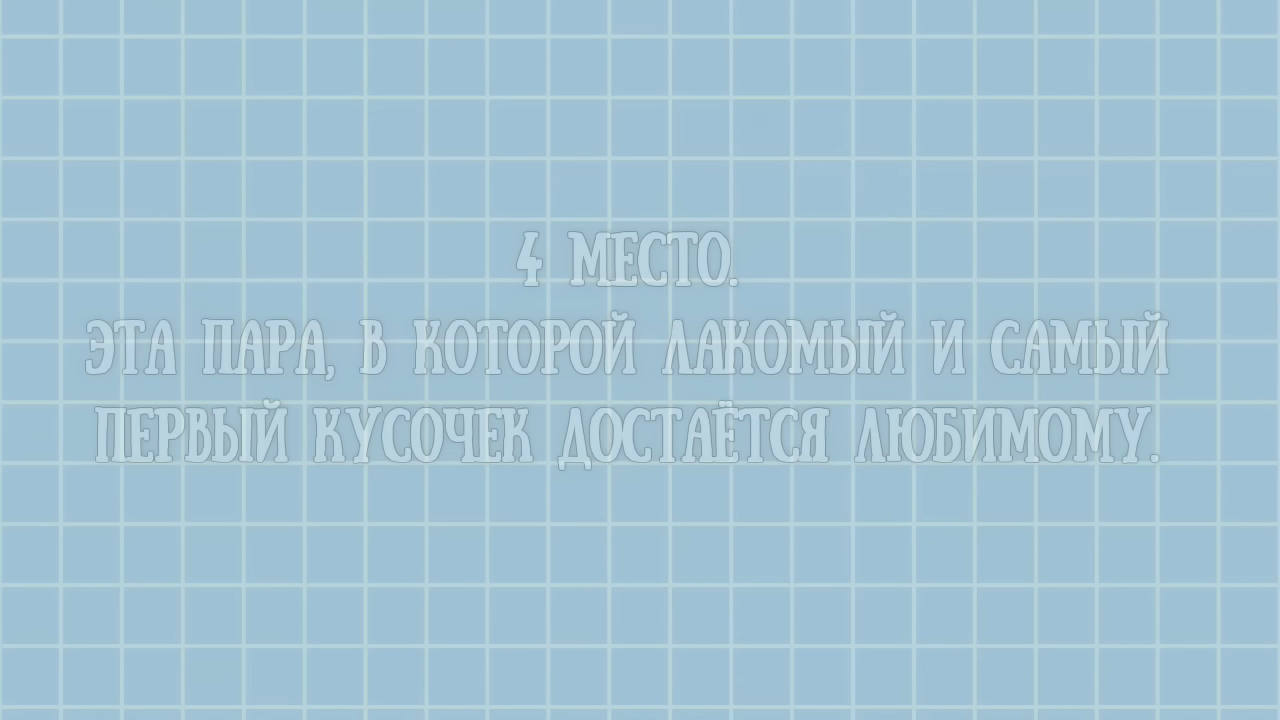 4 МЕСТО.
ЭТА ПАРА, В КОТОРОЙ ЛАКОМЫЙ И САМЫЙ
ПЕРВЫЙ КУСОЧЕК ДОСТАЁТСЯ ЛЮБИМОМУ.